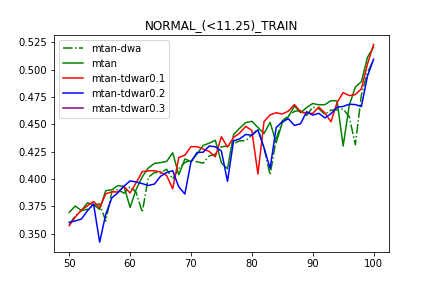 NORMAL_(<11.25)_TRAIN
mtan-dwa
mtan
mtan-tdwar0.1
mtan-tdwar0.2
mtan-tdwar0.3
0.525
0.500
0.475
0.450
0.425
0.400
0.375
0.350
50 60 70 80 90 100